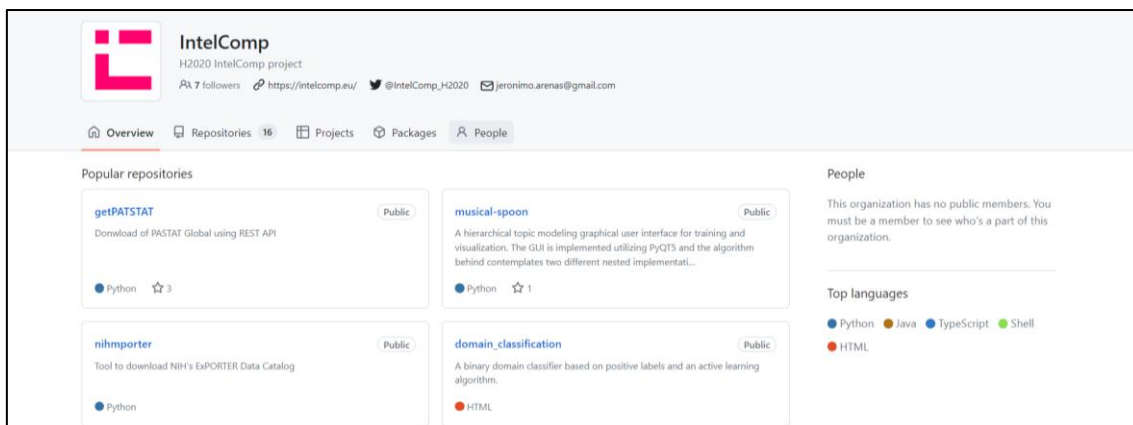 IntelComp
H2020 IntelComp project
7 followers https://intelcomp.eu/ @IntelComp_H2020 jeronimo.arenas@gmail.com
Overview Repositories 16 Projects Packages People
Popular repositories
getPATSTAT Public
Donwload of PASTAT Global using REST API
Python 3
musical-spoon Public
A hierarchical topic modeling graphical user interface for training and
visualization. The GUI is implemented utilizing PyQT5 and the algorithm
behind contemplates two different nested implementati...
Python 1
nihmporter Public
Tool to download NIH's ExPORTER Data Catalog
Python
domain_classification Public
A binary domain classifier based on positive labels and an active learning
algorithm.
HTML
People
This organization has no public members. You
must be a member to see who's a part of this
organization.
Top languages
Python Java TypeScript Shell
HTML